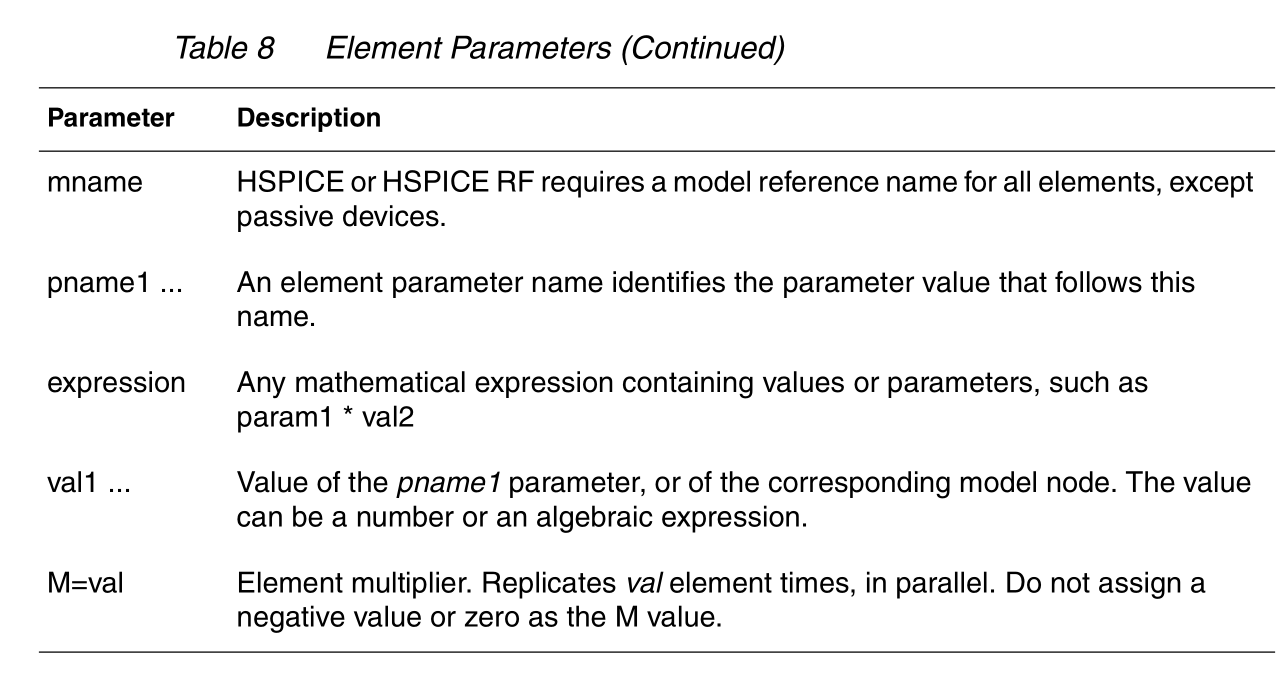 Table 8 Element Parameters (Continued)
Parameter Description
mname HSPICE or HSPICE RF requires a model reference name for all elements, except
passive devices.
pname1 ... An element parameter name identifies the parameter value that follows this
name.
expression Any mathematical expression containing values or parameters, such as
param1 * val2
val1 ... Value of the pname1 parameter, or of the corresponding model node. The value
can be a number or an algebraic expression.
M=val Element multiplier. Replicates val element times, in parallel. Do not assign a
negative value or zero as the M value.